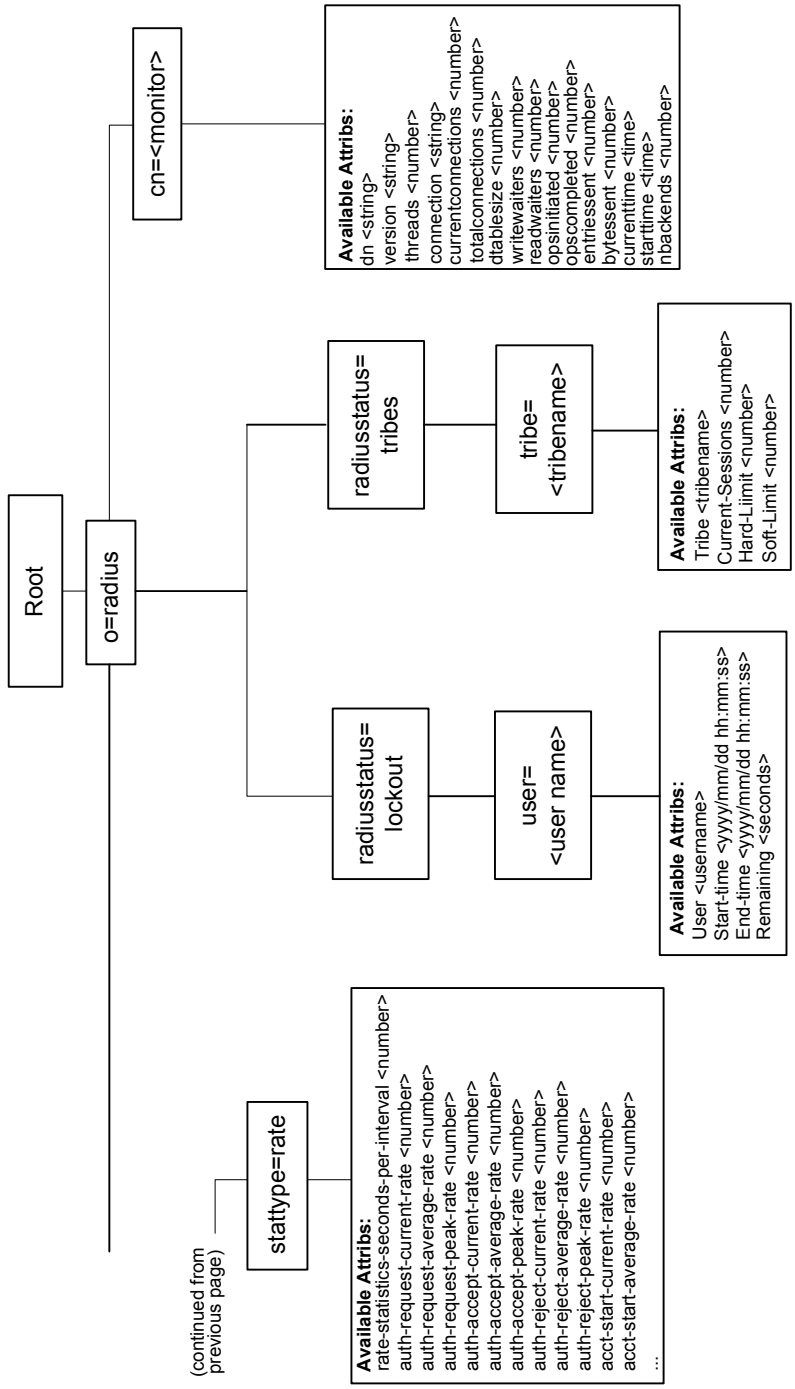 Root
o=radius
cn=<monitor>
Available Attribs:
dn <string>
version <string>
threads <number>
connection <string>
currentconnections <number>
totalconnections <number>
dtablesize <number>
writewaiters <number>
readwaiters <number>
opsinitiated <number>
opscompleted <number>
entriessent <number>
bytessent <number>
currenttime <time>
starttime <time>
nbackends <number>
radiusstatus=
tribes
tribe=
<tribename>
Available Attribs:
Tribe <tribename>
Current-Sessions <number>
Hard-Liimit <number>
Soft-Limit <number>
radiusstatus=
lockout
user=
<user name>
Available Attribs:
User <username>
Start-time <yyyy/mm/dd hh:mm:ss>
End-time <yyyy/mm/dd hh:mm:ss>
Remaining <seconds>
(continued from
previous page)
stattype=rate
Available Attribs:
rate-statistics-seconds-per-interval <number>
auth-request-current-rate <number>
auth-request-average-rate <number>
auth-request-peak-rate <number>
auth-accept-current-rate <number>
auth-accept-average-rate <number>
auth-accept-peak-rate <number>
auth-reject-current-rate <number>
auth-reject-average-rate <number>
auth-reject-peak-rate <number>
acct-start-current-rate <number>
acct-start-average-rate <number>
...